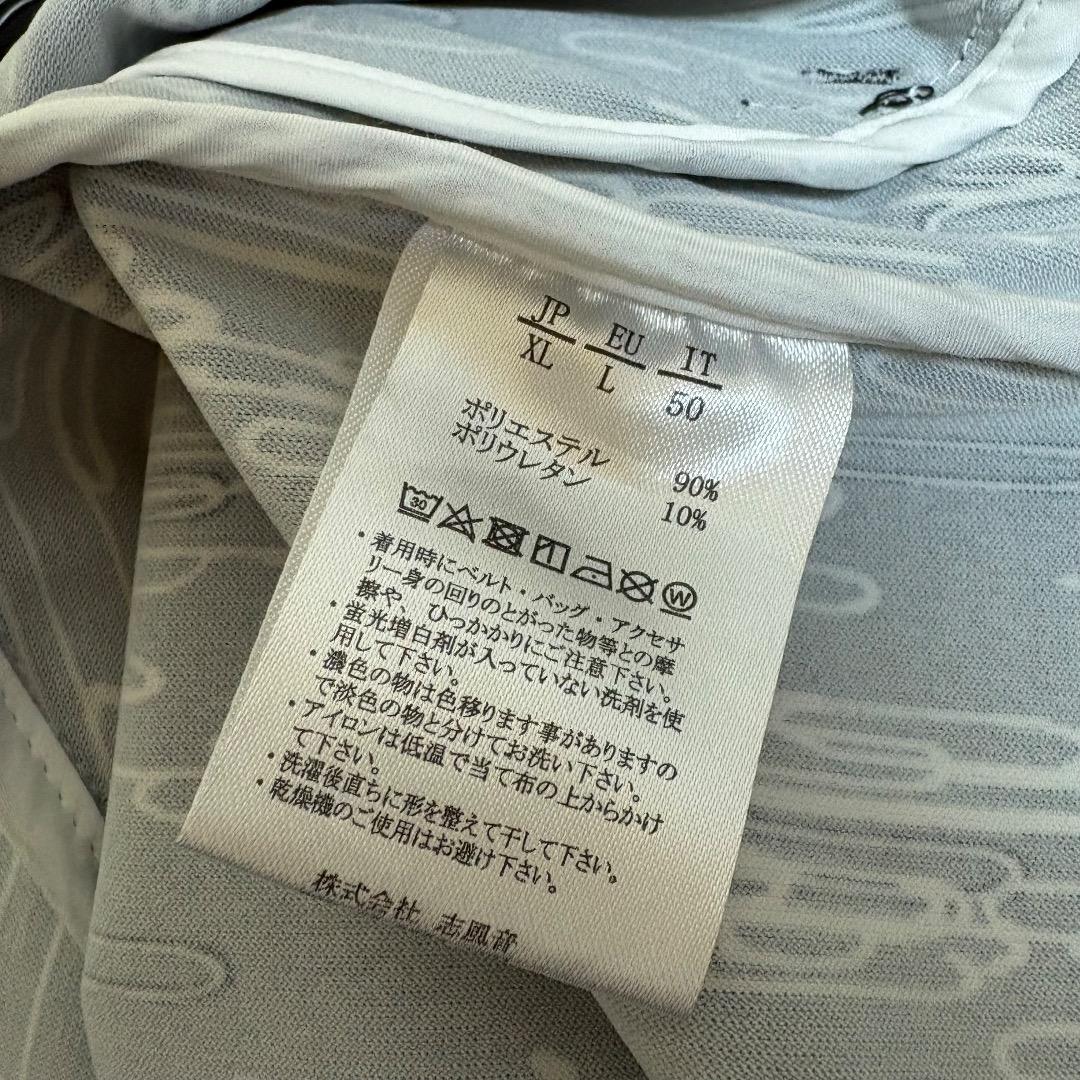 JP EU IT
XL L 50
ポリエステル 90%
ポリウレタン 10%
30 W
・着用時にベルト・バッグ・アクセサ
リー身の回りのとがった物等との摩
擦や、ひっかかりにご注意下さい。
・蛍光増白剤が入っていない洗剤を使
用して下さい。
・濃色の物は色移りします事がありますの
で淡色の物と分けてお洗い下さい。
・アイロンは低温で当て布の上からかけ
て下さい。
・洗濯後直ちに形を整えて干して下さい。
・乾燥機のご使用はお避け下さい。
株式会社 志風音